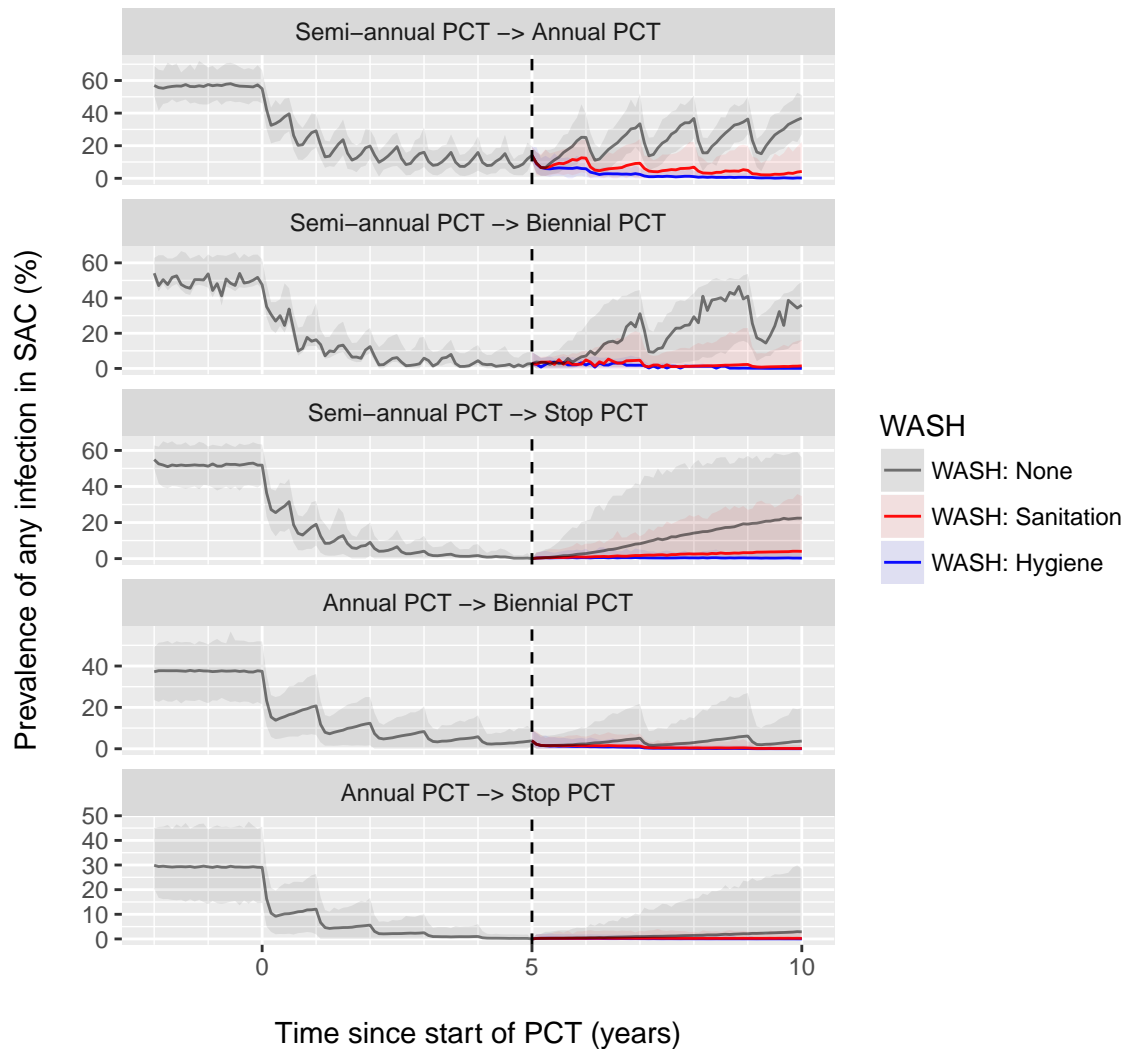 Semi−annual PCT −> Annual PCT
60
40
20
0
Semi−annual PCT −> Biennial PCT
60
40
20
0
Semi−annual PCT −> Stop PCT
60
40
20
0
Annual PCT −> Biennial PCT
40
20
0
Annual PCT −> Stop PCT
50
40
30
20
10
0
0 5 10
Time since start of PCT (years)
Prevalence of any infection in SAC (%)
WASH
WASH: None
WASH: Sanitation
WASH: Hygiene